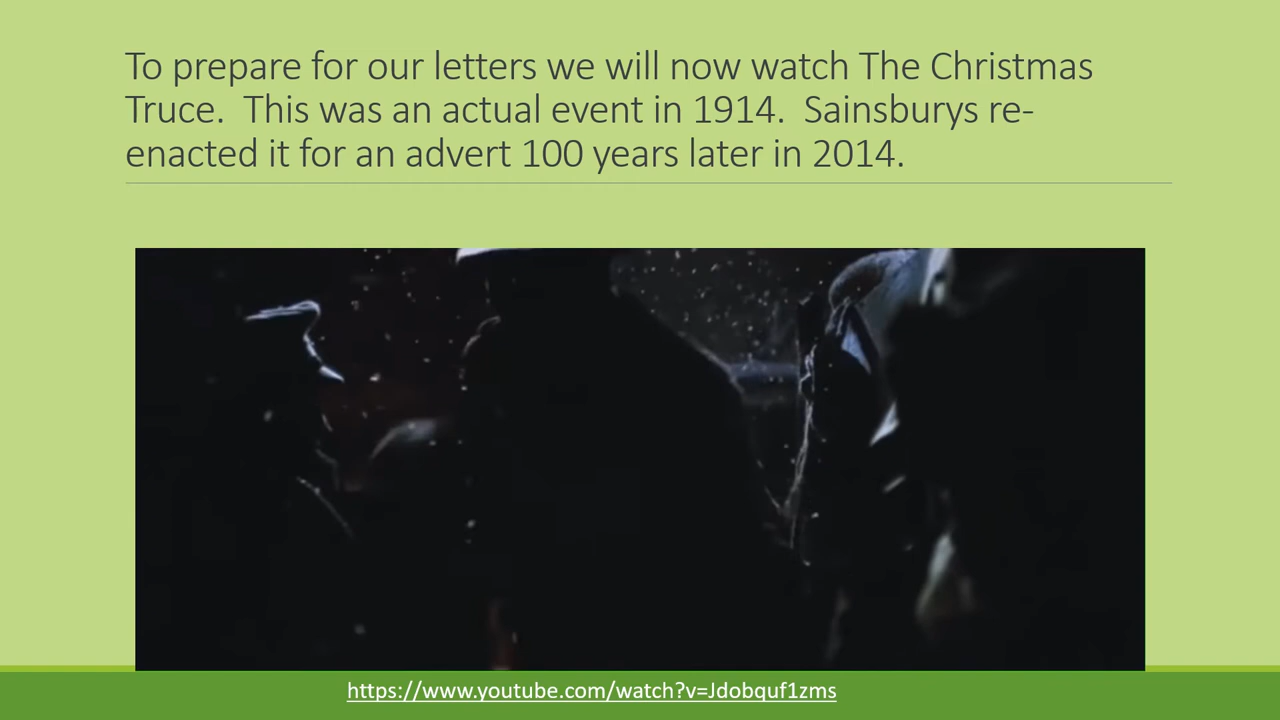 To prepare for our letters we will now watch The Christmas
Truce.  This was an actual event in 1914.  Sainsburys re-
enacted it for an advert 100 years later in 2014.
https://www.youtube.com/watch?v=Jdobquf1zms